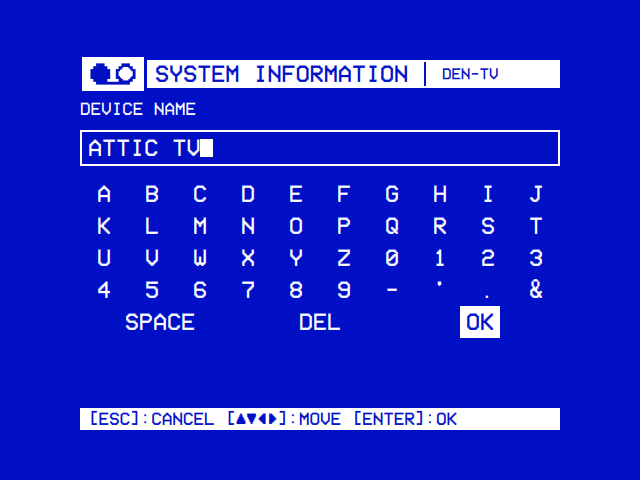 SYSTEM INFORMATION DEN-TV
DEVICE NAME
ATTIC TV
A B C D E F G H I J
K L M N O P Q R S T
U V W X Y Z 0 1 2 3
4 5 6 7 8 9 - ' . &
SPACE DEL OK
[ESC]:CANCEL [▲▼◀▶]:MOVE [ENTER]:OK